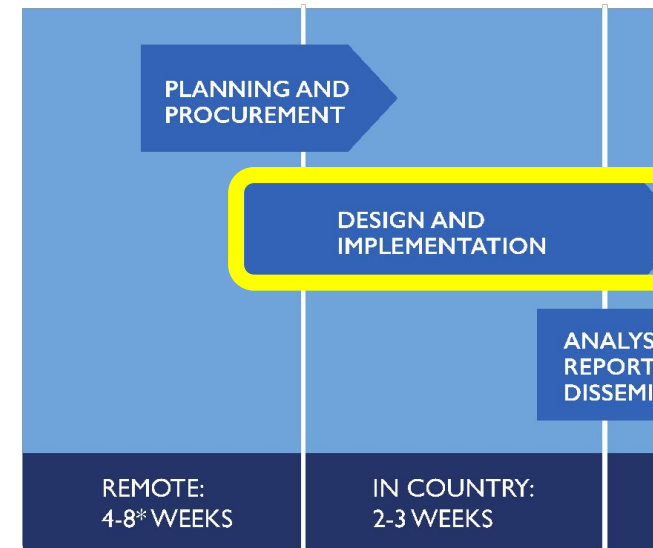 PLANNING AND
PROCUREMENT
DESIGN AND
IMPLEMENTATION
REMOTE:
4-8* WEEKS
IN COUNTRY:
2-3 WEEKS